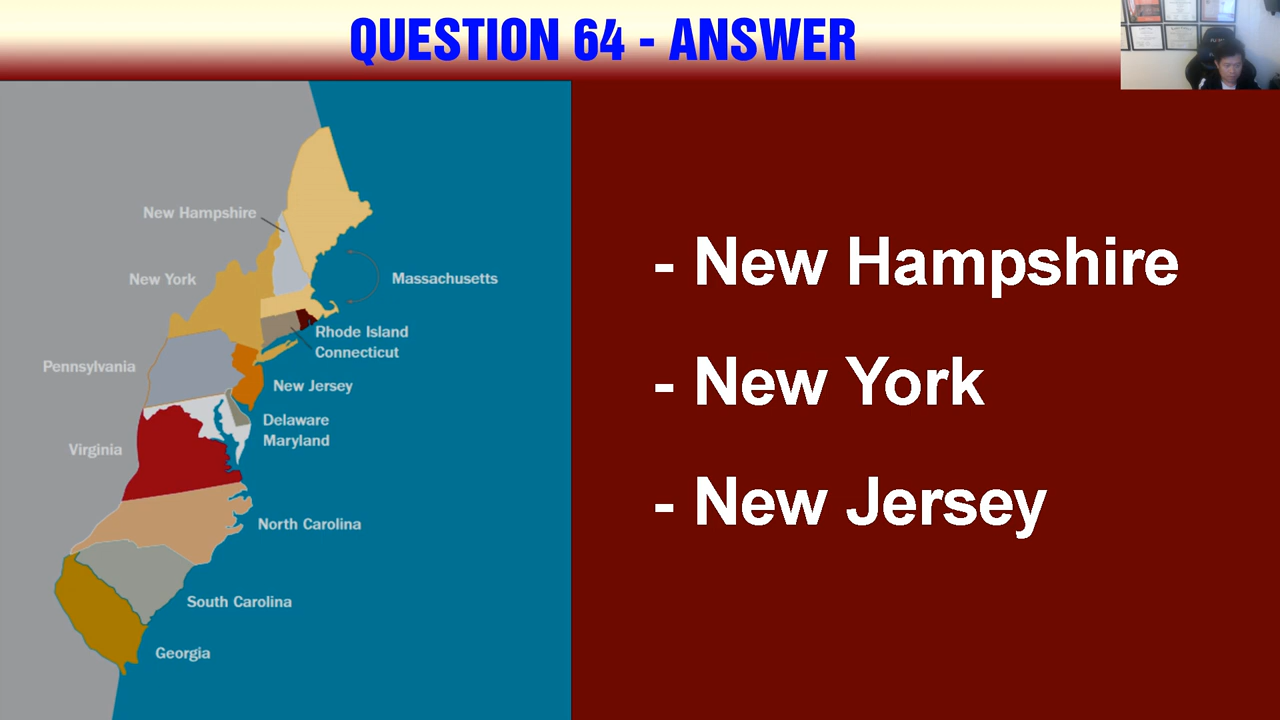 QUESTION 64 - ANSWER
New Hampshire
New York
Massachusetts
Rhode Island
Connecticut
Pennsylvania
New Jersey
Delaware
Maryland
Virginia
North Carolina
South Carolina
Georgia
- New Hampshire
- New York
- New Jersey